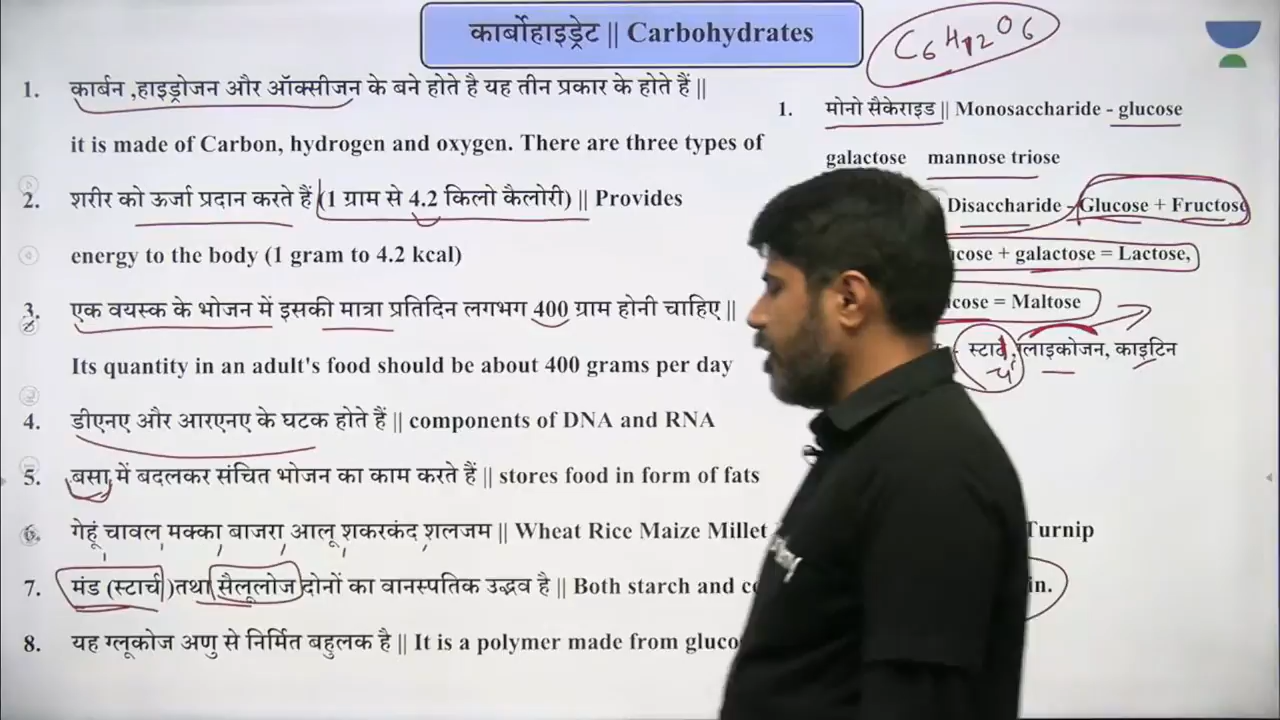 कार्बोहाइड्रेट || Carbohydrates
C6H12O6
1. कार्बन ,हाइड्रोजन और ऑक्सीजन के बने होते है यह तीन प्रकार के होते हैं ||
it is made of Carbon, hydrogen and oxygen. There are three types of
2. शरीर को ऊर्जा प्रदान करते हैं (1 ग्राम से 4.2 किलो कैलोरी) || Provides
energy to the body (1 gram to 4.2 kcal)
3. एक वयस्क के भोजन में इसकी मात्रा प्रतिदिन लगभग 400 ग्राम होनी चाहिए ||
Its quantity in an adult's food should be about 400 grams per day
4. डीएनए और आरएनए के घटक होते हैं || components of DNA and RNA
5. बसा में बदलकर संचित भोजन का काम करते हैं || stores food in form of fats
6. गेहूं चावल मक्का बाजरा आलू शकरकंद शलजम || Wheat Rice Maize Millet Turnip
7. मंड (स्टार्च )तथा सैलूलोज दोनों का वानस्पतिक उद्भव है || Both starch and in.
8. यह ग्लूकोज अणु से निर्मित बहुलक है || It is a polymer made from
1. मोनो सैकेराइड || Monosaccharide - glucose
galactose mannose triose
| Disaccharide - Glucose + Fructose
+ galactose = Lactose,
= Maltose
- लाइकोजन, काइटिन